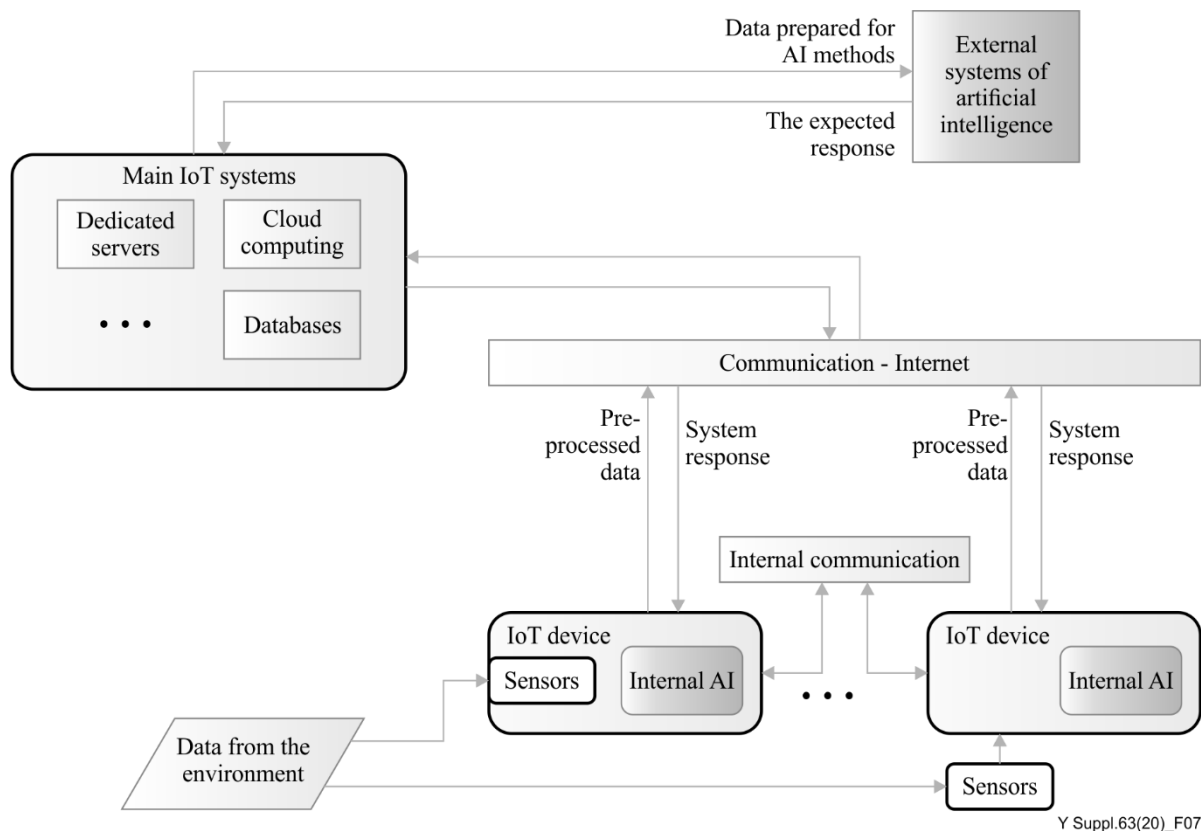 Data prepared for
AI methods
External
systems of
artificial
intelligence
The expected
response
Main IoT systems
Dedicated
servers
Cloud
computing
• • •
Databases
Communication - Internet
Pre-
processed
data
System
response
Pre-
processed
data
System
response
Internal communication
IoT device
Sensors
Internal AI
• • •
IoT device
Internal AI
Data from the
environment
Sensors
Y Suppl.63(20)_F07